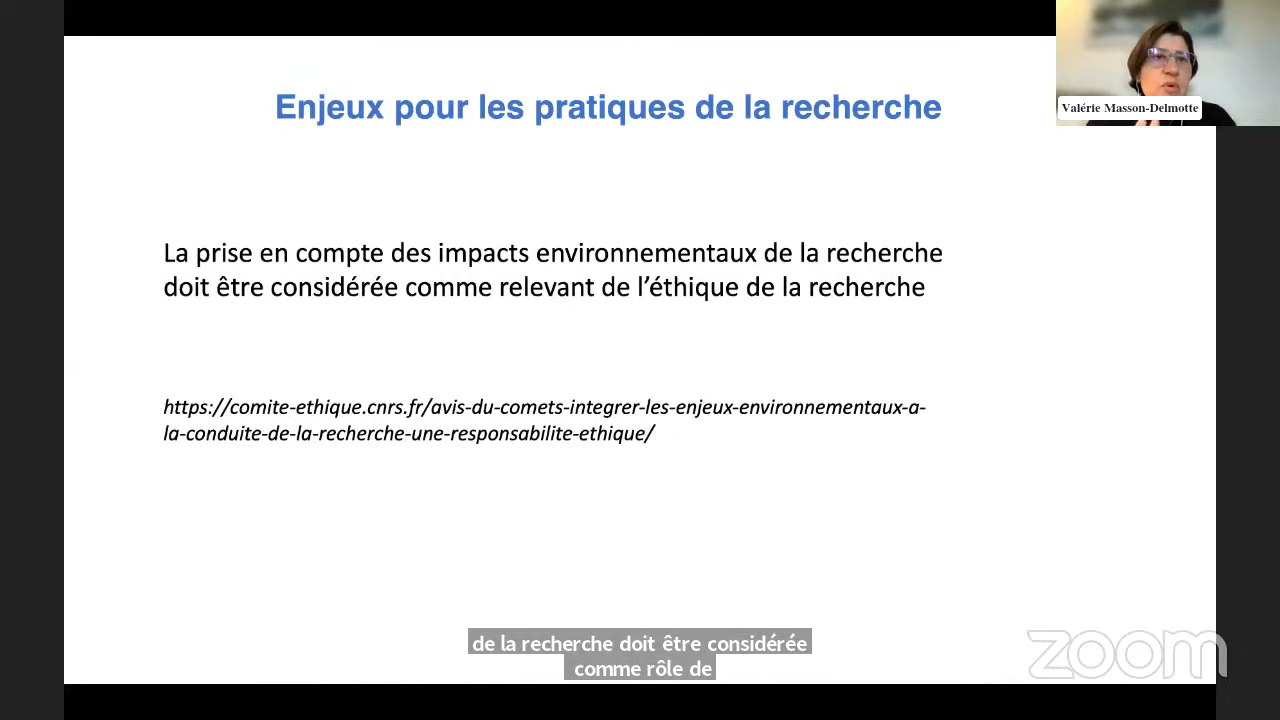 Enjeux pour les pratiques de la recherche
Valérie Masson-Delmotte
La prise en compte des impacts environnementaux de la recherche
doit être considérée comme relevant de l’éthique de la recherche
https://comite-ethique.cnrs.fr/avis-du-comets-integrer-les-enjeux-environnementaux-a-
la-conduite-de-la-recherche-une-responsabilite-ethique/
de la recherche doit être considérée
comme rôle de
zoom